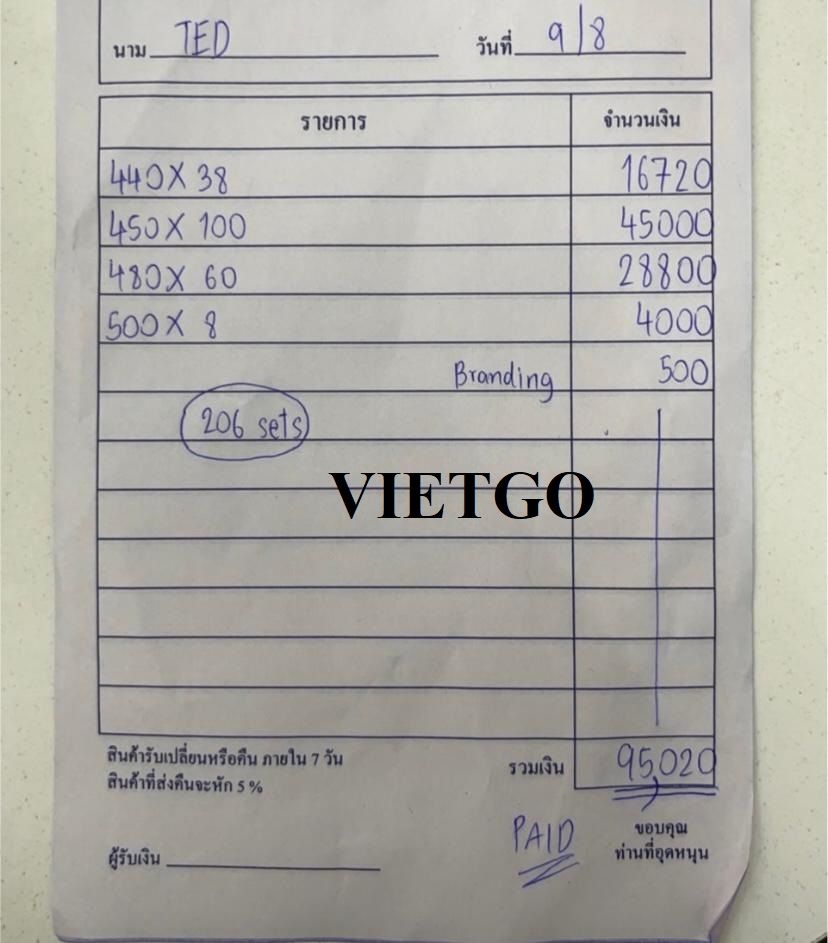 นาม TED วันที่ 9/8
รายการ จำนวนเงิน
440X 38 16720
450X 100 45000
480X 60 28800
500X 8 4000
Branding 500
206 sets
VIETGO
สินค้ารับเปลี่ยนหรือคืน ภายใน 7 วัน
สินค้าที่ส่งคืนจะหัก 5 %
รวมเงิน 95,020
PAID
ขอบคุณ
ท่านที่อุดหนุน
ผู้รับเงิน